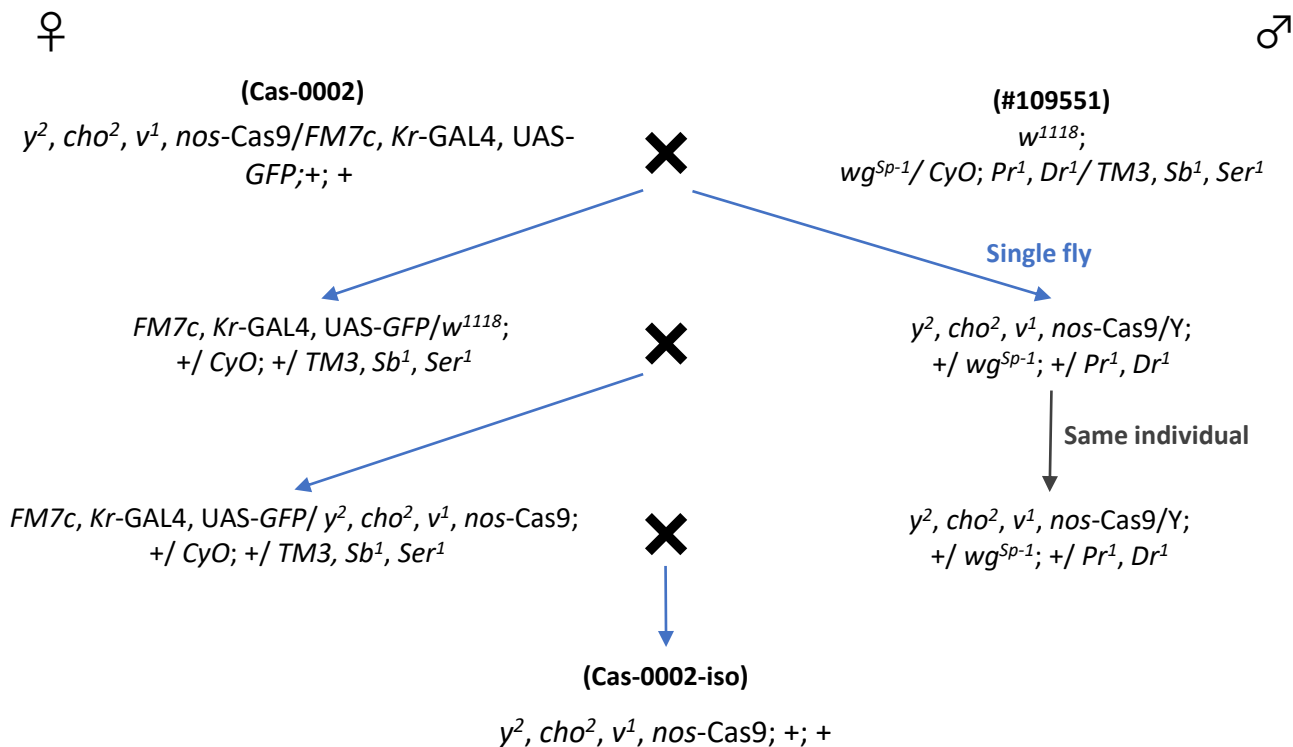 ♀
♂
(Cas-0002)
y², cho², v¹, nos-Cas9/FM7c, Kr-GAL4, UAS-
GFP;+; +
(#109551)
w¹¹¹⁸;
wgSp-1/ CyO; Pr¹, Dr¹/ TM3, Sb¹, Ser¹
Single fly
FM7c, Kr-GAL4, UAS-GFP/w¹¹¹⁸;
+/ CyO; +/ TM3, Sb¹, Ser¹
y², cho², v¹, nos-Cas9/Y;
+/ wgSp-1; +/ Pr¹, Dr¹
Same individual
FM7c, Kr-GAL4, UAS-GFP/ y², cho², v¹, nos-Cas9;
+/ CyO; +/ TM3, Sb¹, Ser¹
y², cho², v¹, nos-Cas9/Y;
+/ wgSp-1; +/ Pr¹, Dr¹
(Cas-0002-iso)
y², cho², v¹, nos-Cas9; +; +